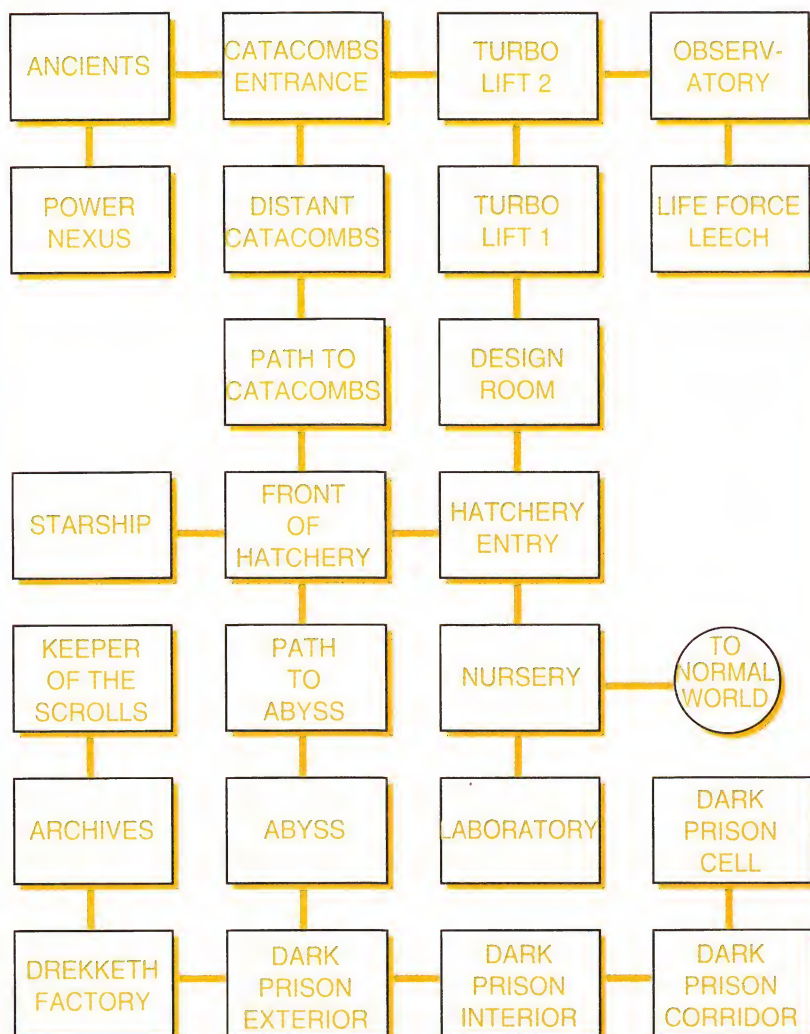 ANCIENTS
CATACOMBS
ENTRANCE
TURBO
LIFT 2
OBSERV-
ATORY
POWER
NEXUS
DISTANT
CATACOMBS
TURBO
LIFT 1
LIFE FORCE
LEECH
PATH TO
CATACOMBS
DESIGN
ROOM
STARSHIP
FRONT
OF
HATCHERY
HATCHERY
ENTRY
KEEPER
OF THE
SCROLLS
PATH
TO
ABYSS
NURSERY
TO
NORMAL
WORLD
ARCHIVES
ABYSS
LABORATORY
DARK
PRISON
CELL
DREKKETH
FACTORY
DARK
PRISON
EXTERIOR
DARK
PRISON
INTERIOR
DARK
PRISON
CORRIDOR